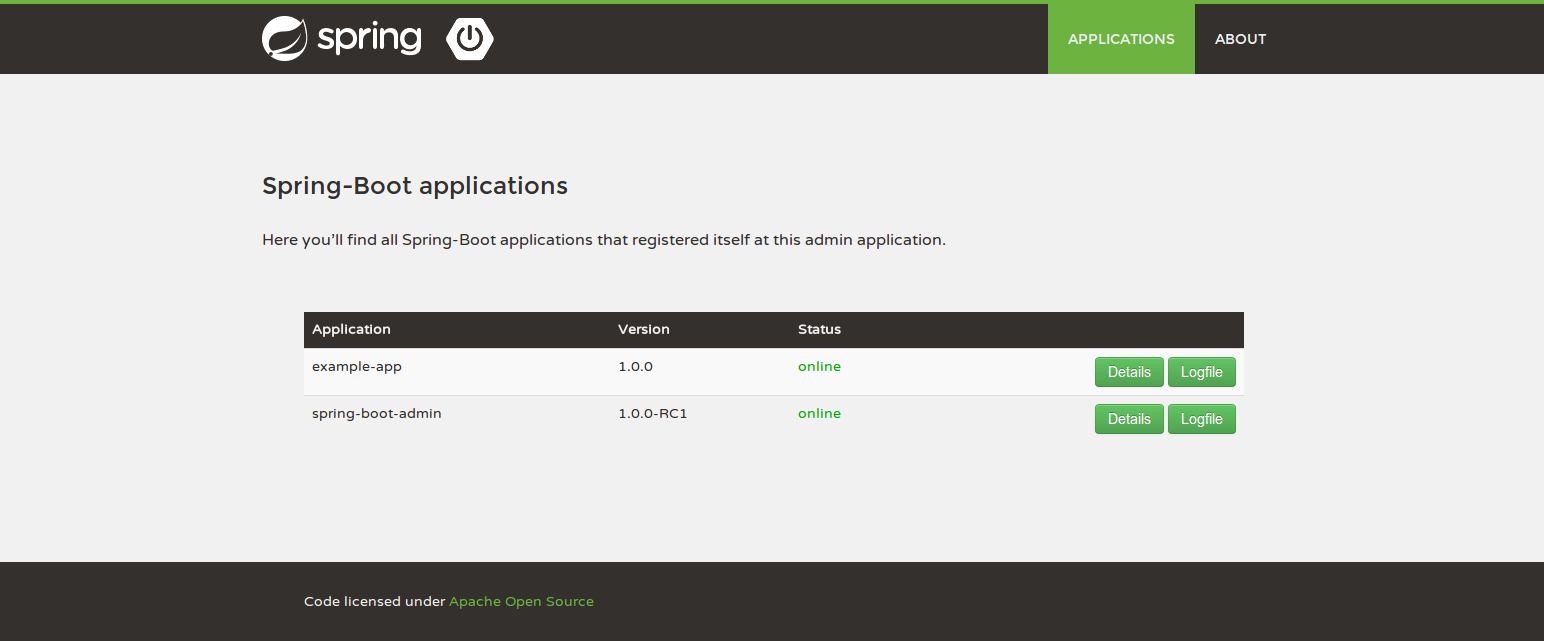 spring
APPLICATIONS ABOUT
Spring-Boot applications
Here you'll find all Spring-Boot applications that registered itself at this admin application.
Application Version Status
example-app 1.0.0 online Details Logfile
spring-boot-admin 1.0.0-RC1 online Details Logfile
Code licensed under Apache Open Source